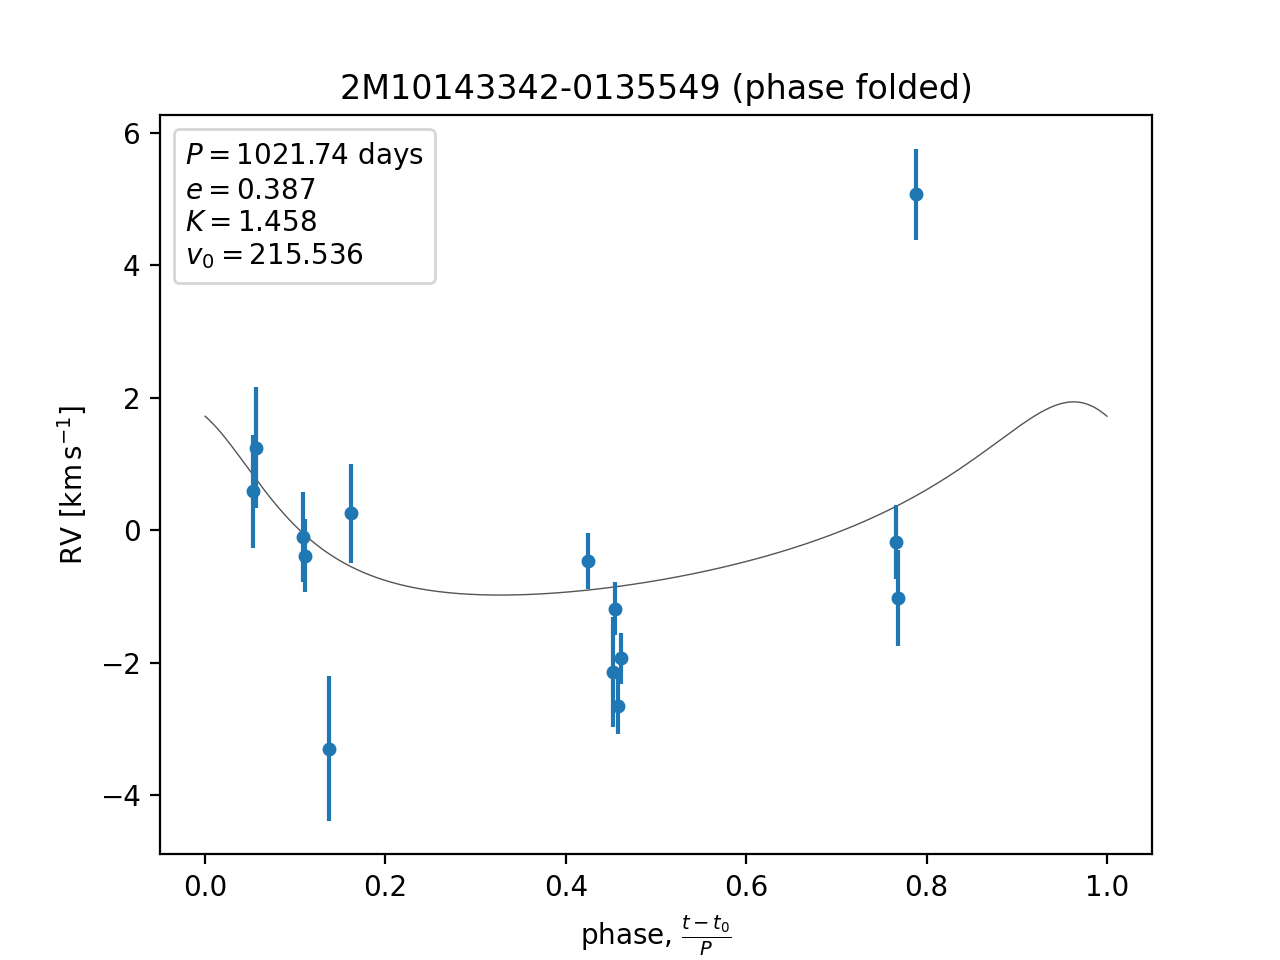 2M10143342-0135549 (phase folded)
P = 1021.74 days
e = 0.387
K = 1.458
v₀ = 215.536
6
4
2
0
−2
−4
RV [km s⁻¹]
0.0 0.2 0.4 0.6 0.8 1.0
phase, (t − t₀)/P